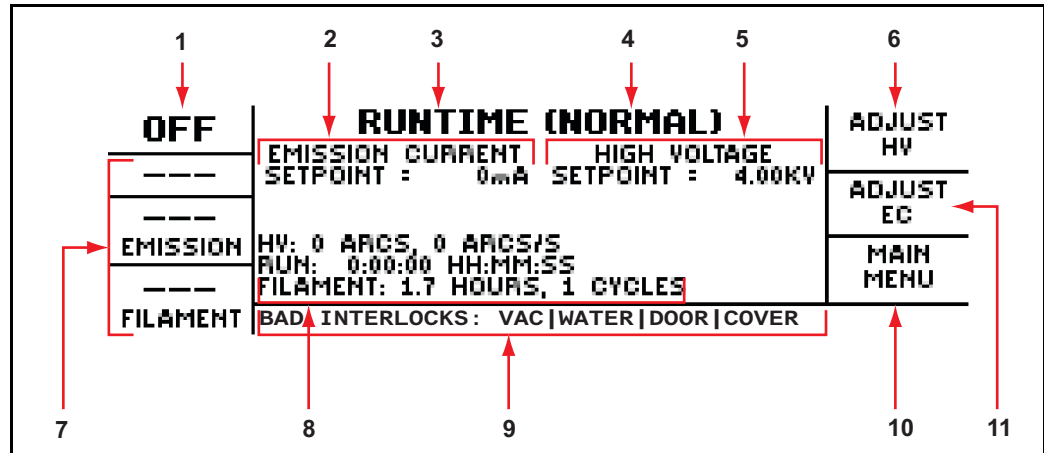 1 2 3 4 5 6
OFF
RUNTIME (NORMAL)
ADJUST
HV
EMISSION CURRENT HIGH VOLTAGE
SETPOINT = 0mA SETPOINT = 4.00KV
---
ADJUST
EC
---
EMISSION
HV: 0 ARCS, 0 ARCS/S
RUN: 0:00:00 HH:MM:SS
FILAMENT: 1.7 HOURS, 1 CYCLES
MAIN
MENU
---
FILAMENT
BAD INTERLOCKS: VAC|WATER|DOOR|COVER
7 8 9 10 11